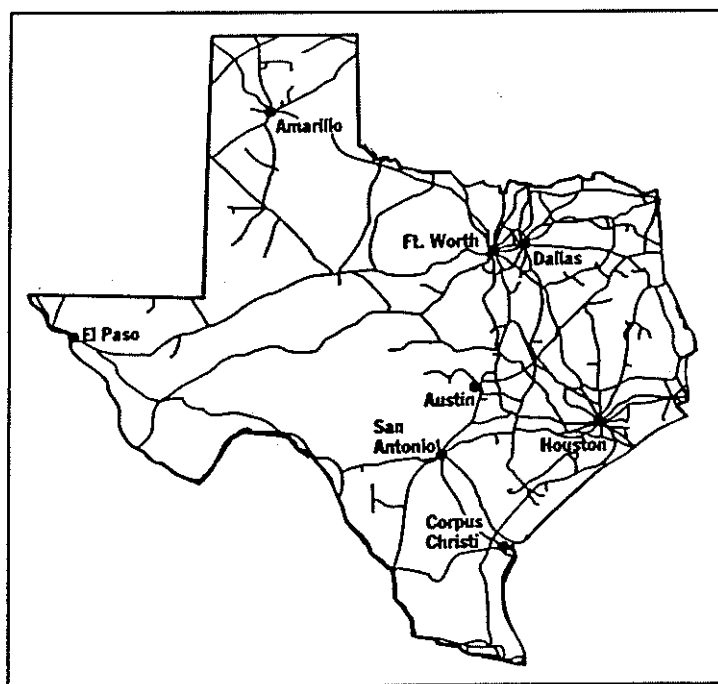 Amarillo
Ft. Worth
Dallas
El Paso
Austin
San
Antonio
Houston
Corpus
Christi